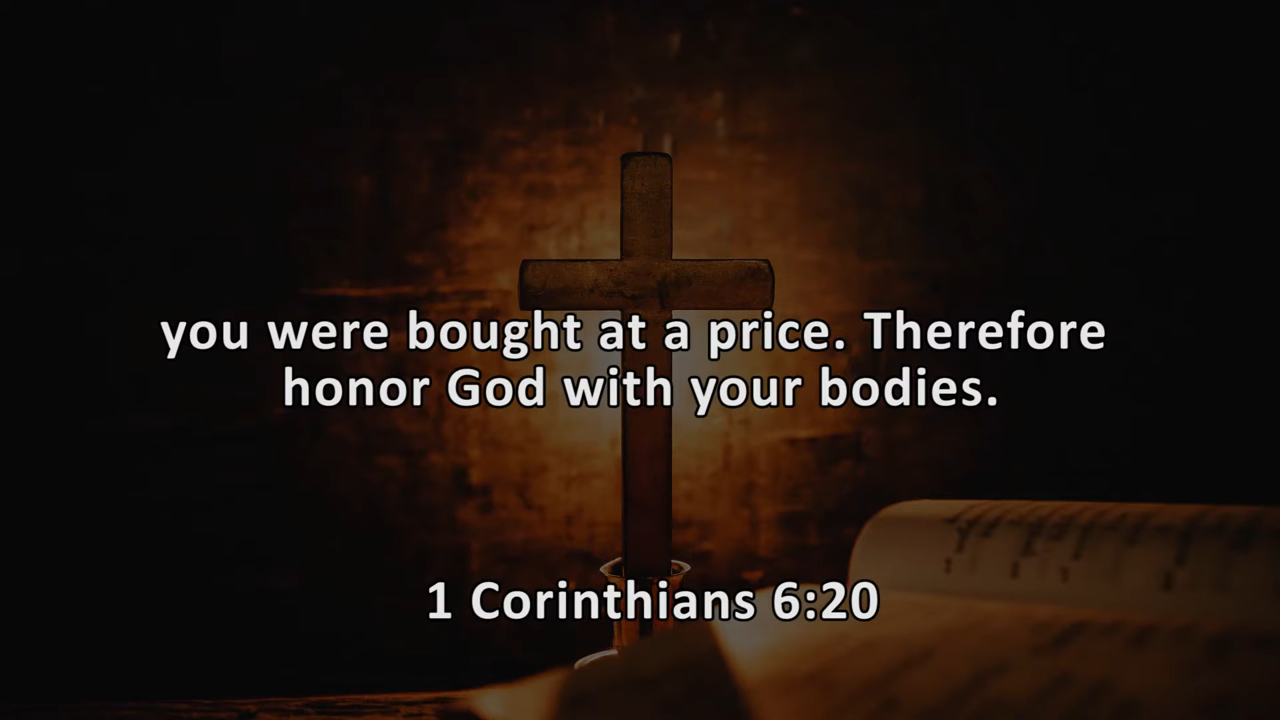 you were bought at a price. Therefore
honor God with your bodies.
1 Corinthians 6:20